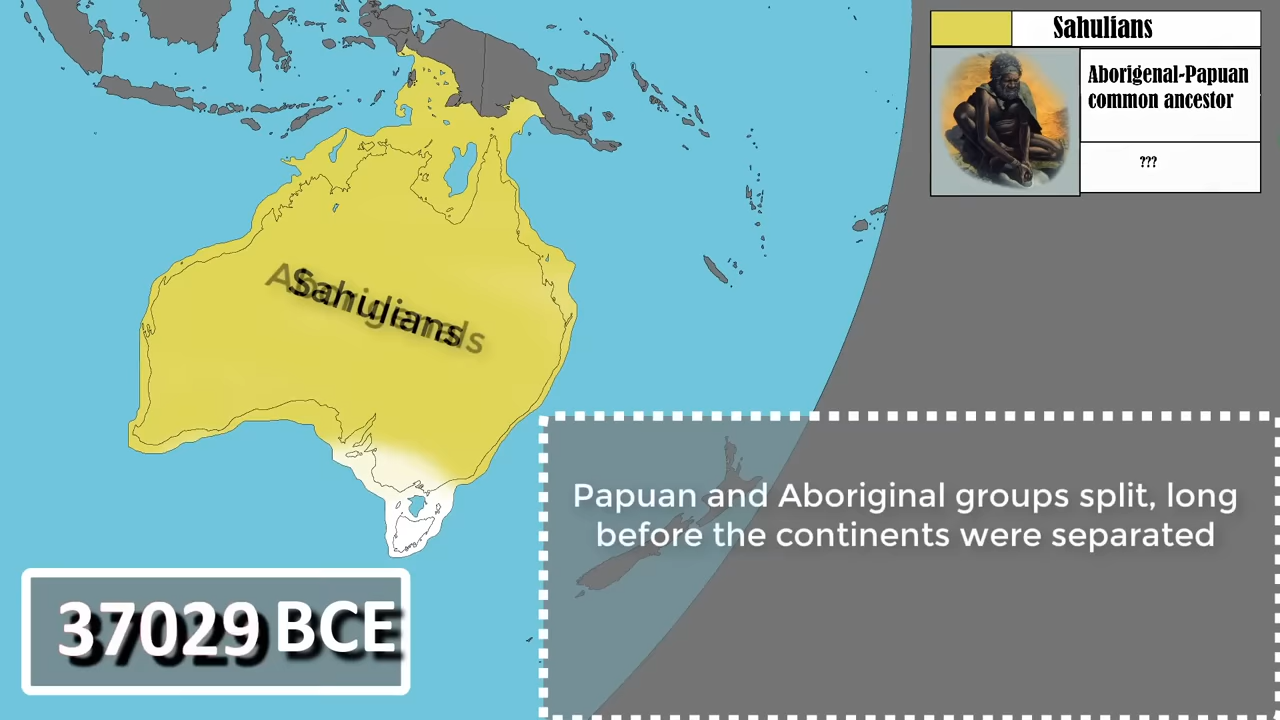 Sahulians
Aborigenal-Papuan
common ancestor
???
Sahulians
Papuan and Aboriginal groups split, long
before the continents were separated
37029 BCE